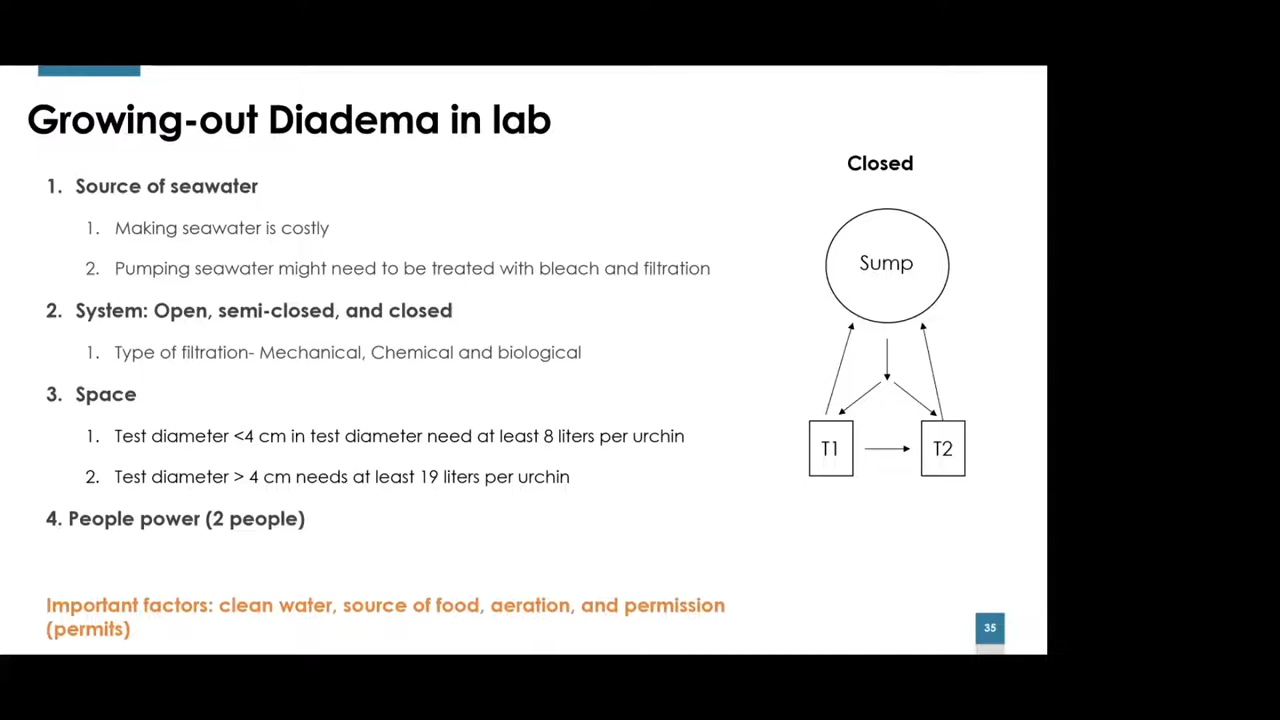 Growing-out Diadema in lab
1. Source of seawater
1. Making seawater is costly
2. Pumping seawater might need to be treated with bleach and filtration
2. System: Open, semi-closed, and closed
1. Type of filtration- Mechanical, Chemical and biological
3. Space
1. Test diameter <4 cm in test diameter need at least 8 liters per urchin
2. Test diameter > 4 cm needs at least 19 liters per urchin
4. People power (2 people)
Important factors: clean water, source of food, aeration, and permission
(permits)
Closed
Sump
T1
T2
35